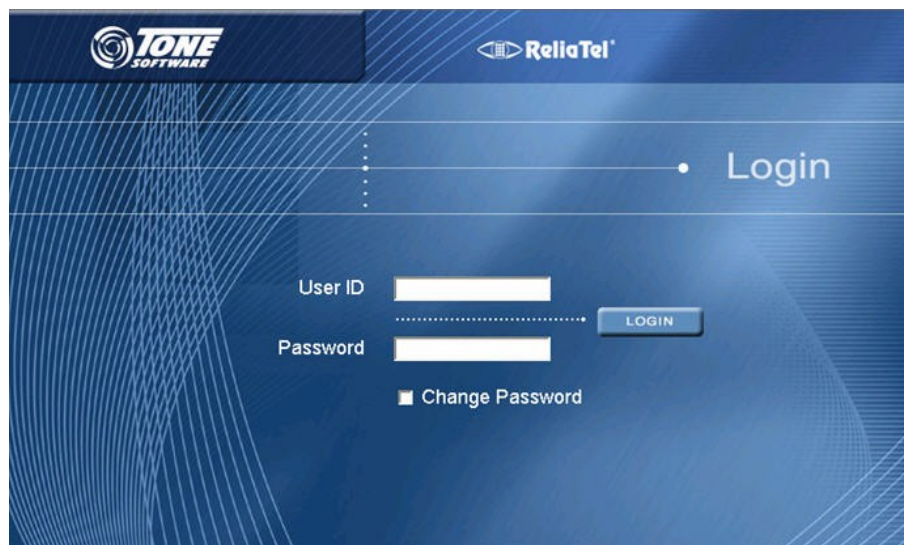 TONE
SOFTWARE
ReliaTel
Login
User ID
LOGIN
Password
Change Password